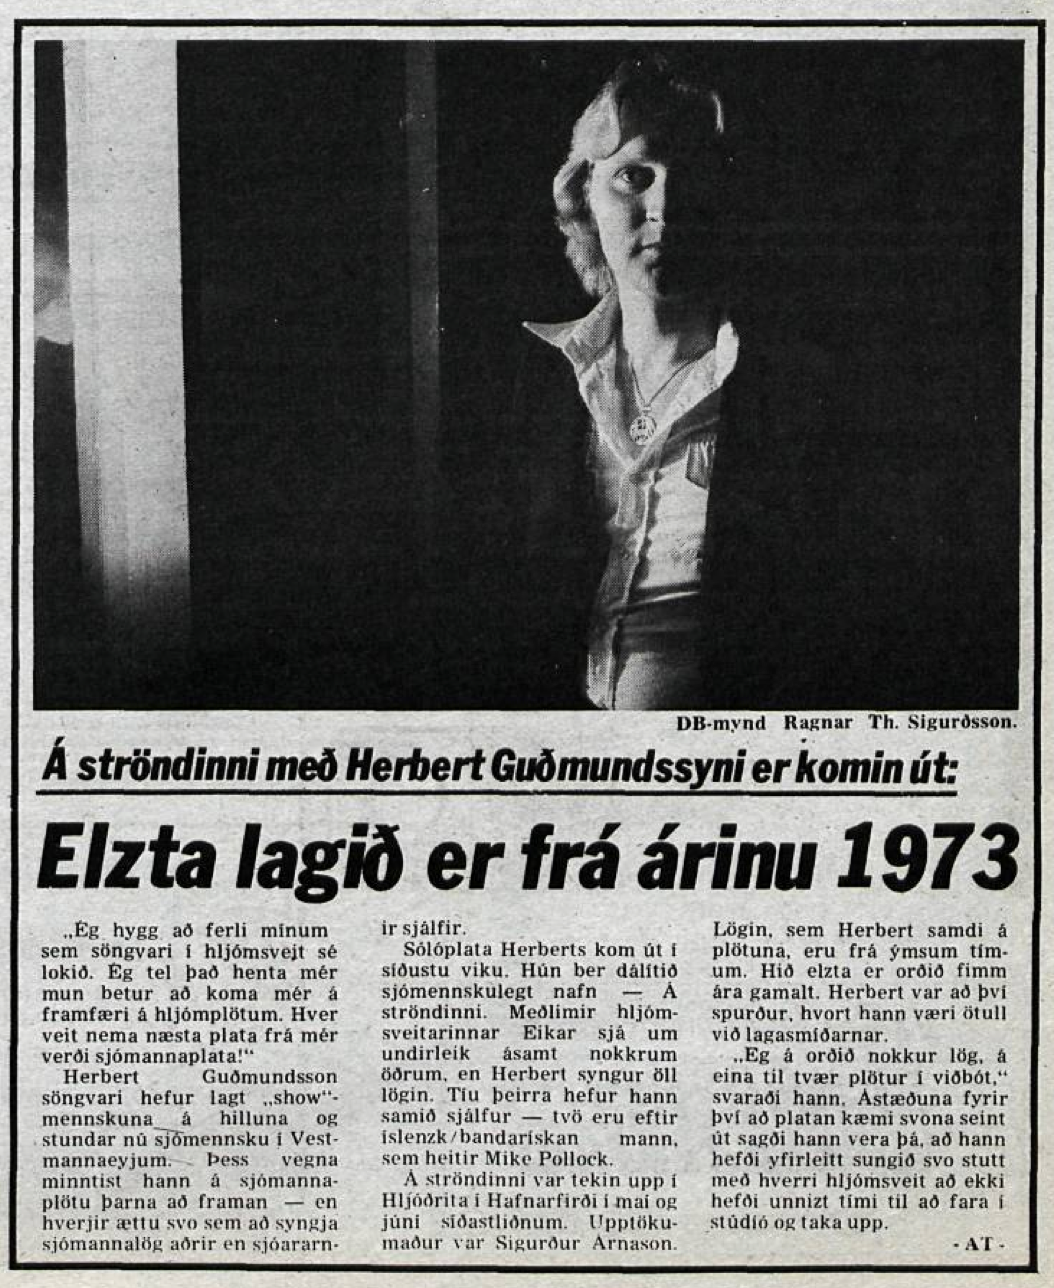 DB-mynd Ragnar Th. Sigurðsson.
Á ströndinni með Herbert Guðmundssyni er komin út:
Elzta lagið er frá árinu 1973
„Ég hygg að ferli mínum
sem söngvari í hljómsveit sé
lokið. Ég tel það henta mér
mun betur að koma mér á
framfæri á hljómplötum. Hver
veit nema næsta plata frá mér
verði sjómannaplata!“
Herbert Guðmundsson
söngvari hefur lagt „show“-
mennskuna á hilluna og
stundar nú sjómennsku í Vest-
mannaeyjum. Þess vegna
minntist hann á sjómanna-
plötu þarna að framan — en
hverjir ættu svo sem að syngja
sjómannalög aðrir en sjóararn-
ir sjálfir.
Sólóplata Herberts kom út í
síðustu viku. Hún ber dálítið
sjómennskulegt nafn — Á
ströndinni. Meðlimir hljóm-
sveitarinnar Eikar sjá um
undirleik ásamt nokkrum
öðrum, en Herbert syngur öll
lögin. Tíu þeirra hefur hann
samið sjálfur — tvö eru eftir
íslenzk/bandarískan mann,
sem heitir Mike Pollock.
Á ströndinni var tekin upp í
Hljóðrita í Hafnarfirði í maí og
júní síðastliðnum. Upptöku-
maður var Sigurður Árnason.
Lögin, sem Herbert samdi á
plötuna, eru frá ýmsum tím-
um. Hið elzta er orðið fimm
ára gamalt. Herbert var að því
spurður, hvort hann væri ötull
við lagasmíðarnar.
„Eg á orðið nokkur lög, á
eina til tvær plötur í viðbót,“
svaraði hann. Ástæðuna fyrir
því að platan kæmi svona seint
út sagði hann vera þá, að hann
hefði yfirleitt sungið svo stutt
með hverri hljómsveit að ekki
hefði unnizt tími til að fara í
stúdíó og taka upp.
- AT -